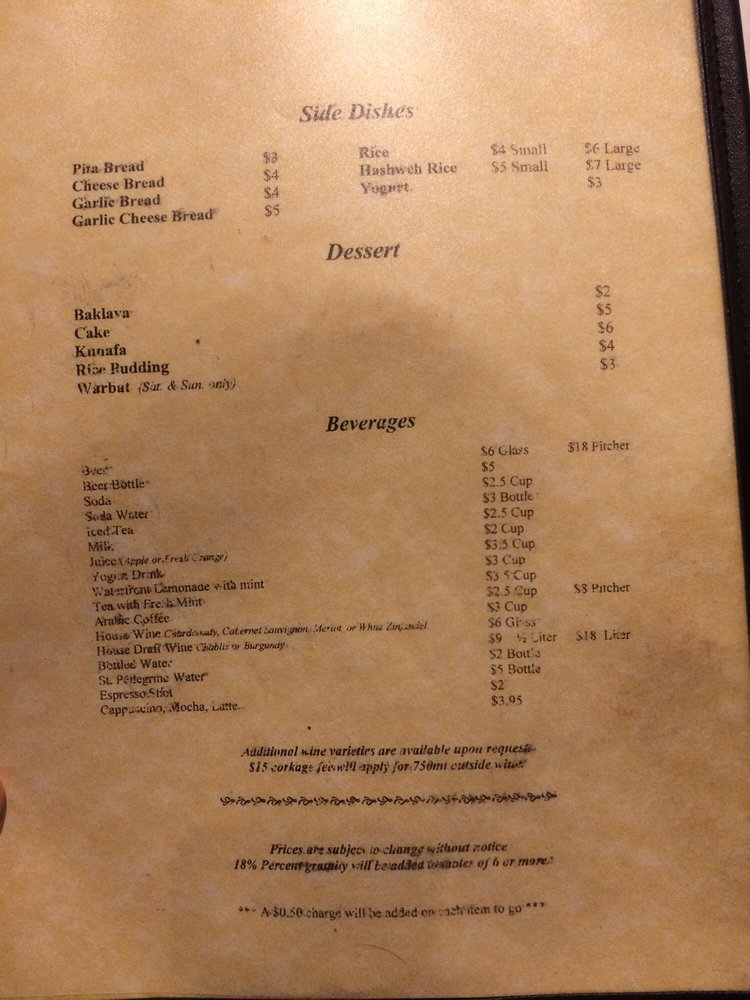 Side Dishes
Pita Bread $3 Rice $4 Small $6 Large
Cheese Bread $4 Hashweh Rice $5 Small $7 Large
Garlic Bread $4 Yogurt $3
Garlic Cheese Bread $5
Dessert
Baklava $2
Cake $5
Kunafa $6
Rice Pudding $4
Warbat (Sat. & Sun. only) $3
Beverages
Beer $6 Glass $18 Pitcher
Beer Bottle $5
Soda $2.5 Cup
Soda Water $3 Bottle
iced Tea $2.5 Cup
Milk $2 Cup
Juice (Apple or Fresh Orange) $3.5 Cup
Yogurt Drink $3 Cup
Waterfront Lemonade with mint $3.5 Cup $8 Pitcher
Tea with Fresh Mint $2.5 Cup
Arabic Coffee $3 Cup
House Wine Chardonnay, Cabernet Sauvignon, Merlot, or White Zinfandel $6 Glass
House Draft Wine Chablis or Burgundy $9 ½ Liter $18 Liter
Bottled Water $2 Bottle
St. Pelegrine Water $5 Bottle
Espresso Shot $2
Cappuccino, Mocha, Latte $3.95
Additional wine varieties are available upon request
$15 corkage fee will apply for 750ml outside wine
Prices are subject to change without notice
18% Percent gratuity will be added to tables of 6 or more
*** A $0.50 charge will be added on each item to go ***